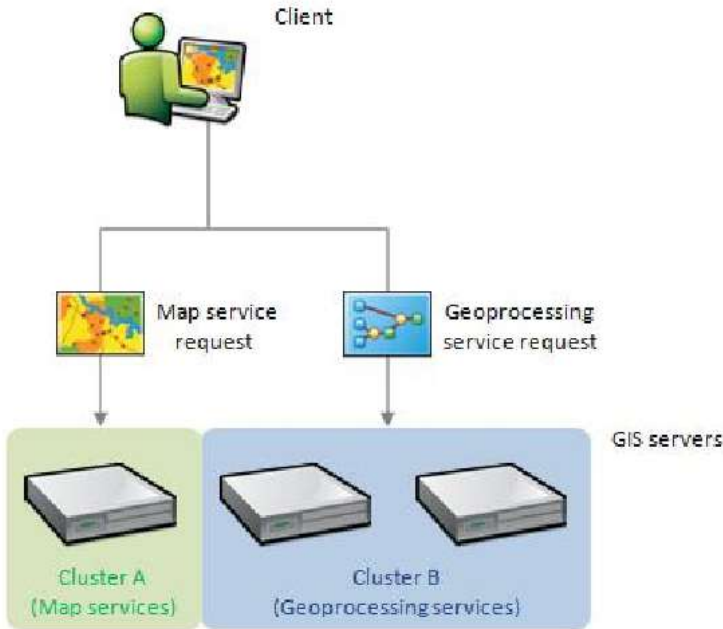 Client
Map service
request
Geoprocessing
service request
GIS servers
Cluster A
(Map services)
Cluster B
(Geoprocessing services)